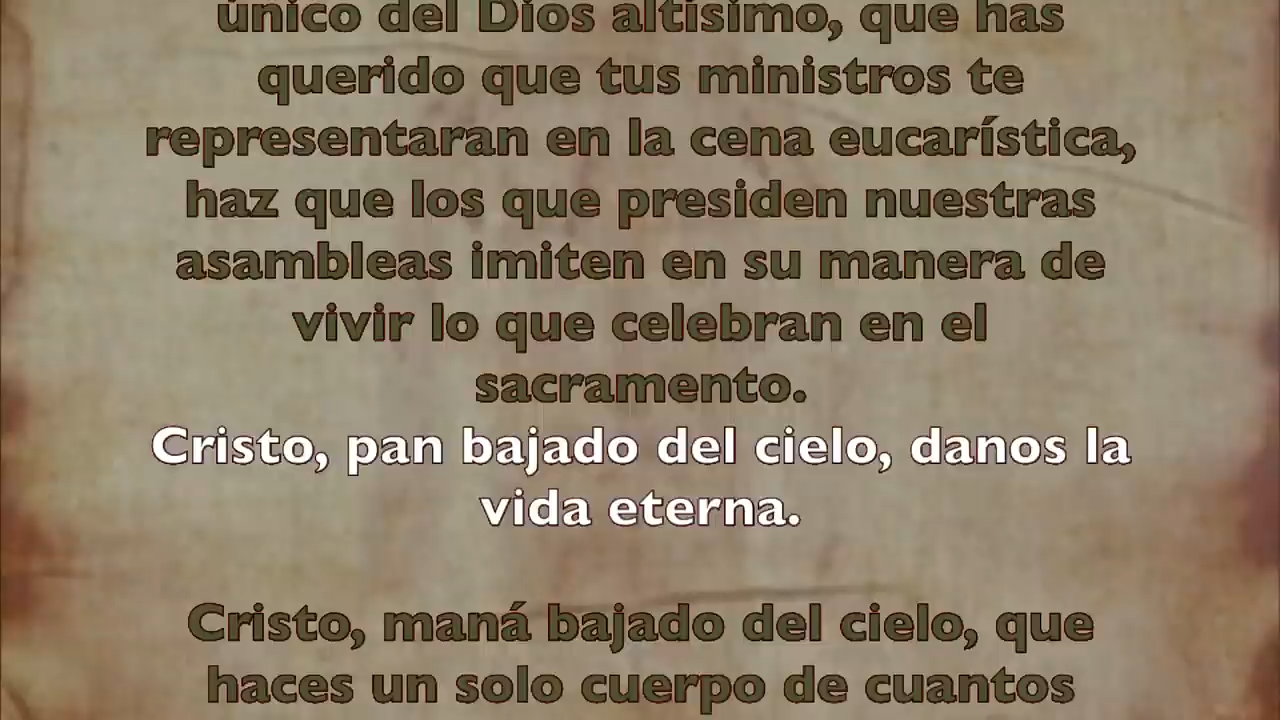 único del Dios altísimo, que has
querido que tus ministros te
representaran en la cena eucarística,
haz que los que presiden nuestras
asambleas imiten en su manera de
vivir lo que celebran en el
sacramento.
Cristo, pan bajado del cielo, danos la
vida eterna.
Cristo, maná bajado del cielo, que
haces un solo cuerpo de cuantos